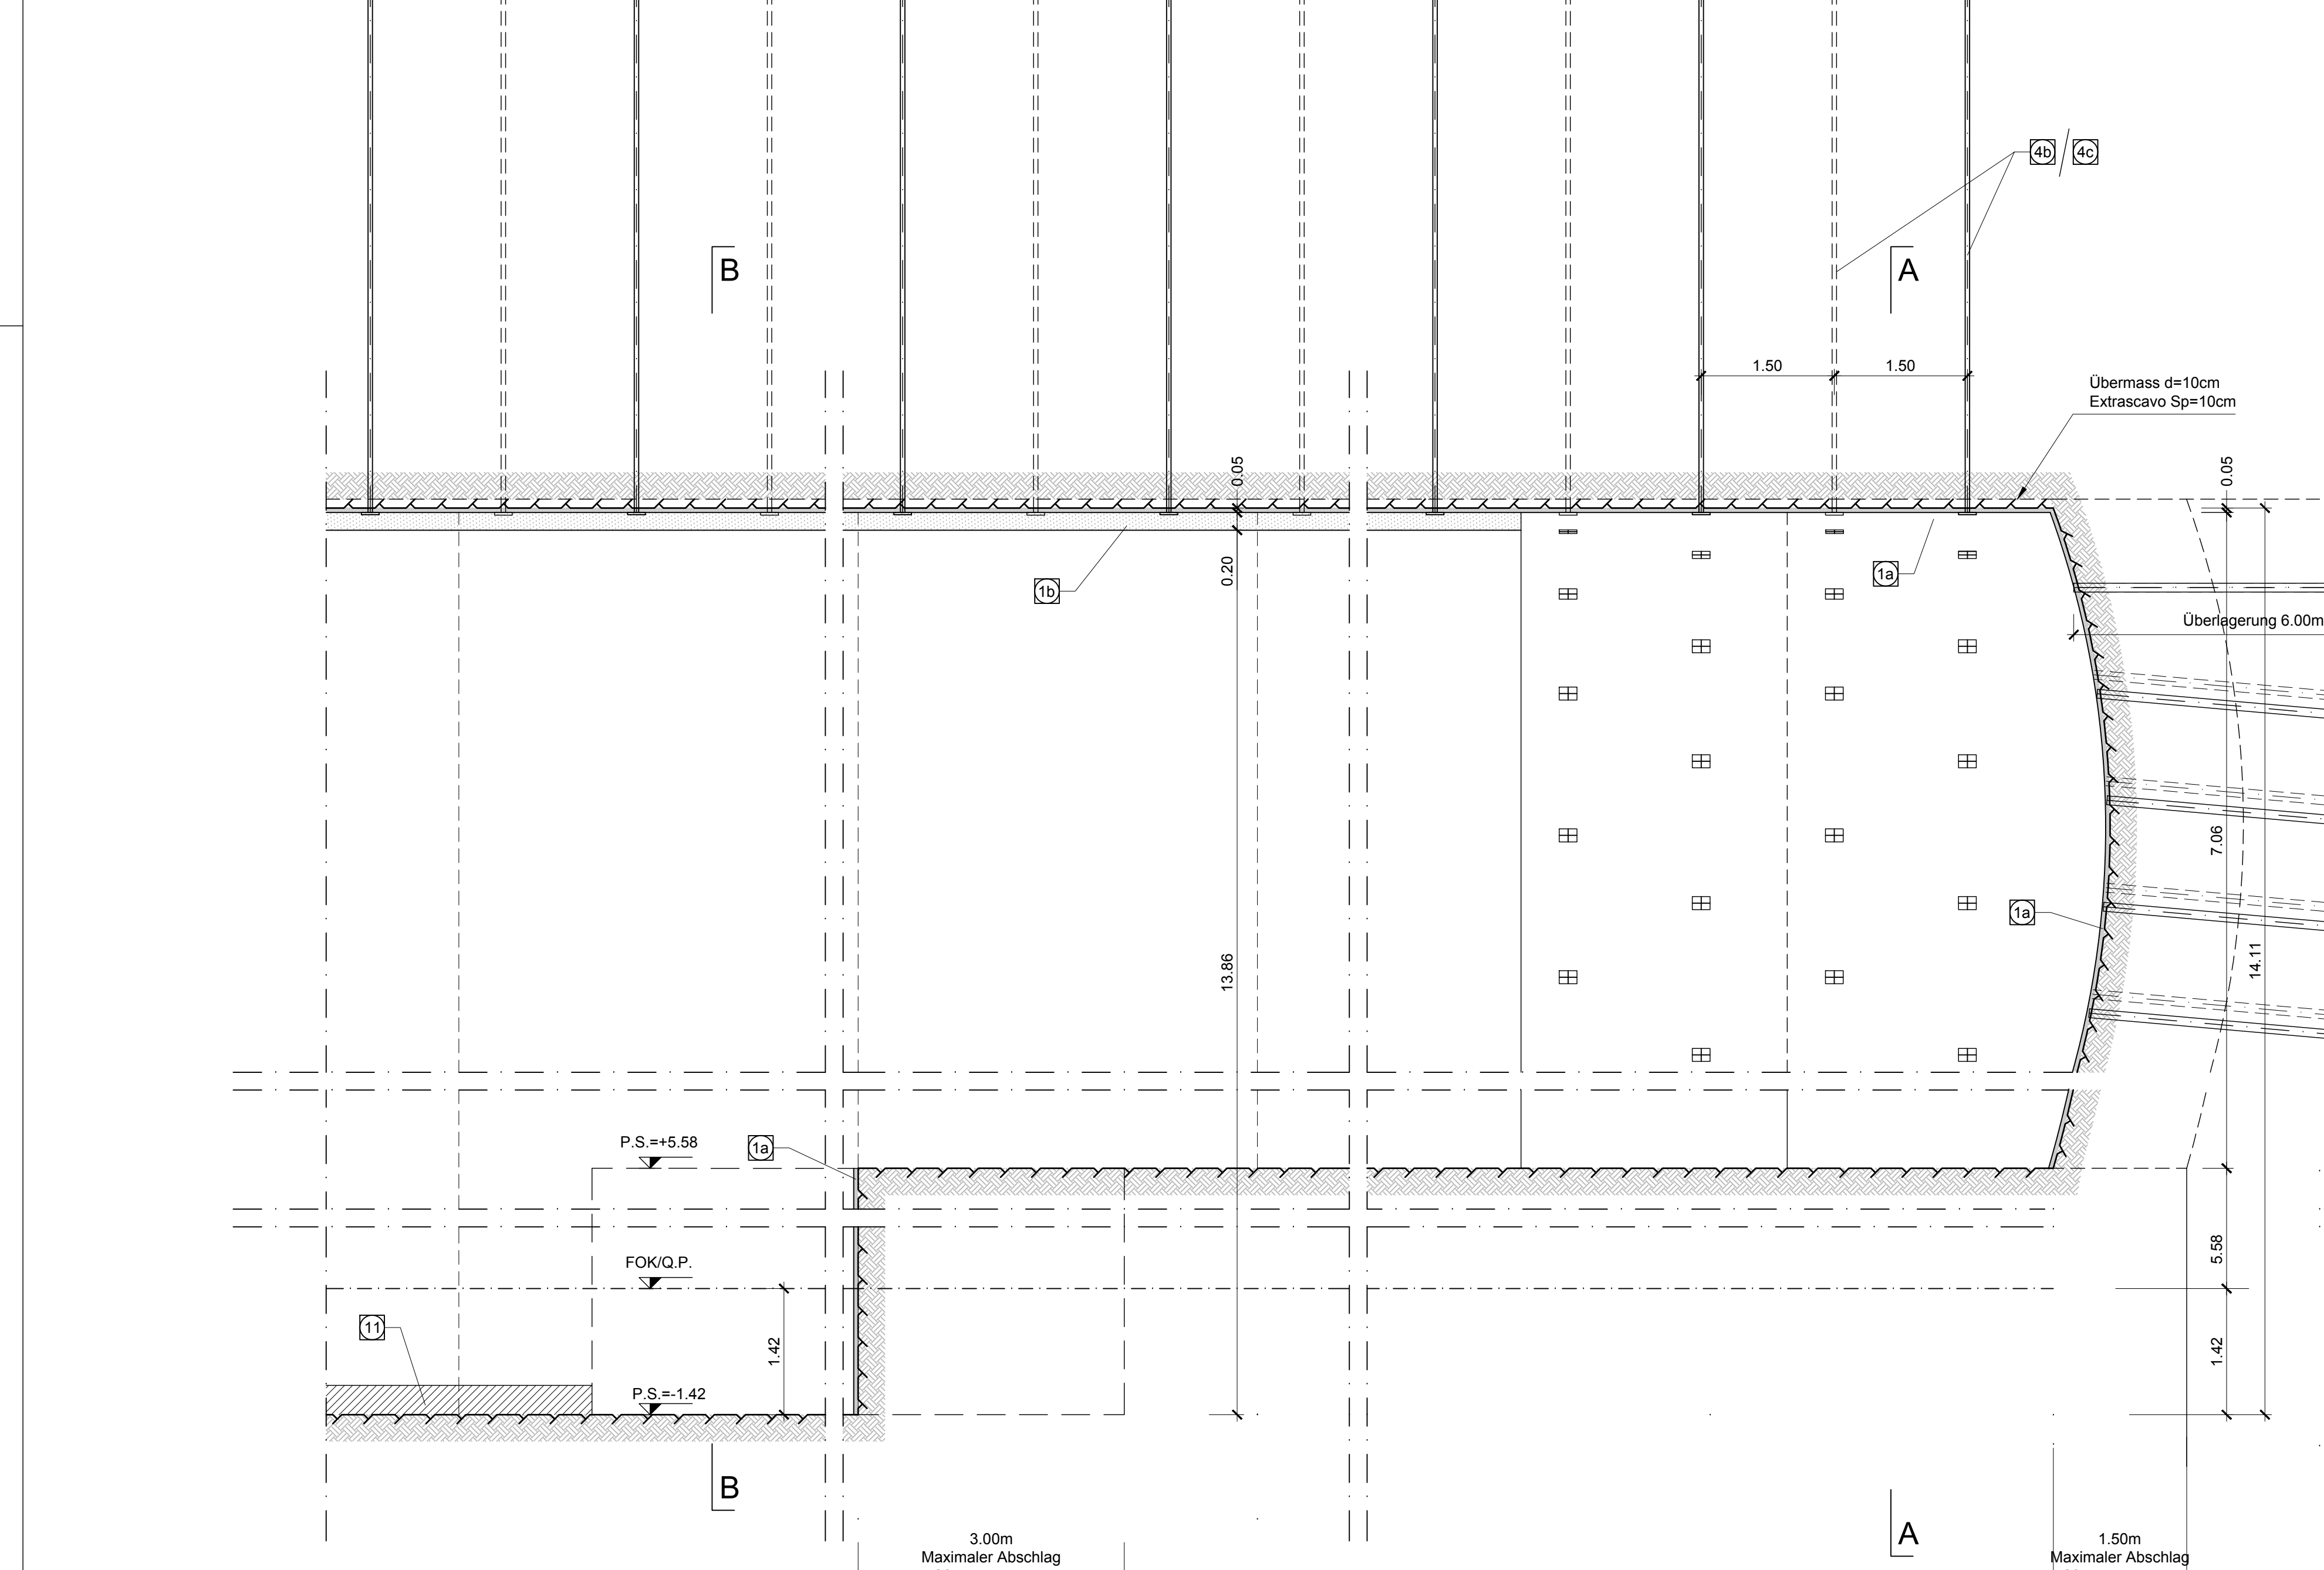 4b / 4c
B
A
1.50
1.50
Übermass d=10cm
Extrascavo Sp=10cm
0.05
0.05
0.20
1b
1a
Überlagerung 6.00m
7.06
1a
14.11
13.86
P.S.=+5.58
1a
FOK/Q.P.
5.58
11
1.42
1.42
P.S.=-1.42
B
A
3.00m
Maximaler Abschlag
1.50m
Maximaler Abschlag